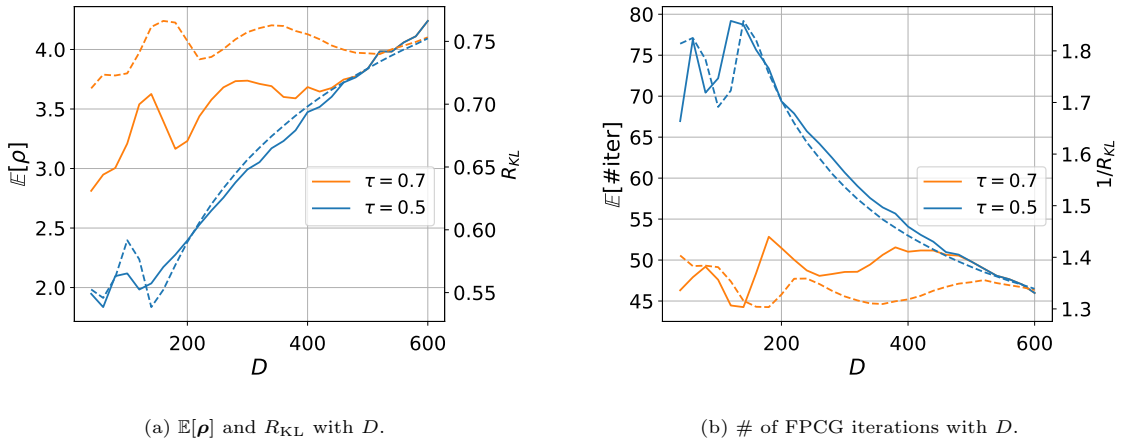 4.0
3.5
3.0
2.5
2.0
𝔼[ρ]
0.75
0.70
0.65
0.60
0.55
R_KL
τ = 0.7
τ = 0.5
200
400
600
D
(a) 𝔼[ρ] and R_KL with D.
80
75
70
65
60
55
50
45
𝔼[#iter]
1.8
1.7
1.6
1.5
1.4
1.3
1/R_KL
τ = 0.7
τ = 0.5
200
400
600
D
(b) # of FPCG iterations with D.